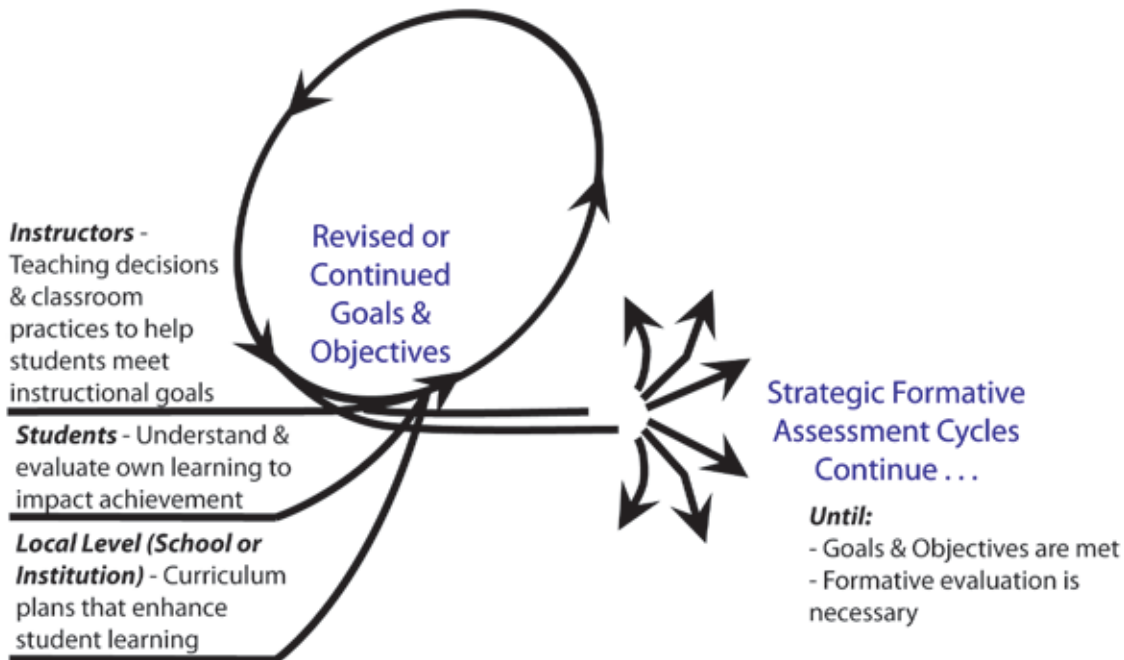 Instructors -
Teaching decisions
& classroom
practices to help
students meet
instructional goals
Students - Understand &
evaluate own learning to
impact achievement
Local Level (School or
Institution) - Curriculum
plans that enhance
student learning
Revised or
Continued
Goals &
Objectives
Strategic Formative
Assessment Cycles
Continue . . .
Until:
- Goals & Objectives are met
- Formative evaluation is
necessary